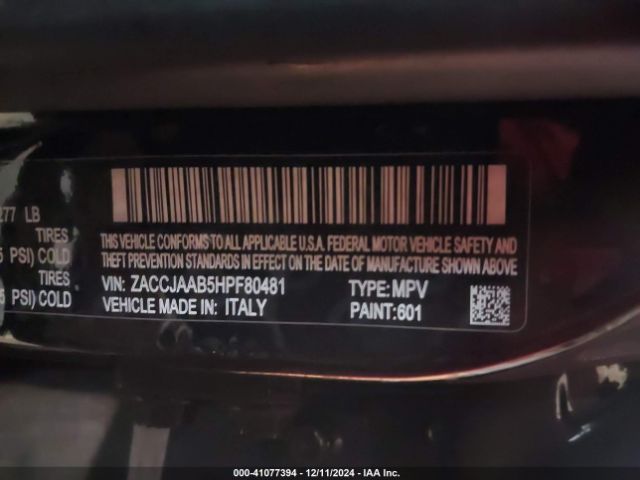 277 LB
TIRES
PSI) COLD
TIRES
PSI) COLD
THIS VEHICLE CONFORMS TO ALL APPLICABLE U.S.A. FEDERAL MOTOR VEHICLE SAFETY AND
THEFT PREVENTION STANDARDS IN EFFECT ON THE DATE OF MANUFACTURE SHOWN ABOVE
VIN: ZACCJAAB5HPF80481 TYPE: MPV
VEHICLE MADE IN: ITALY PAINT: 601
000-41077394 - 12/11/2024 - IAA Inc.